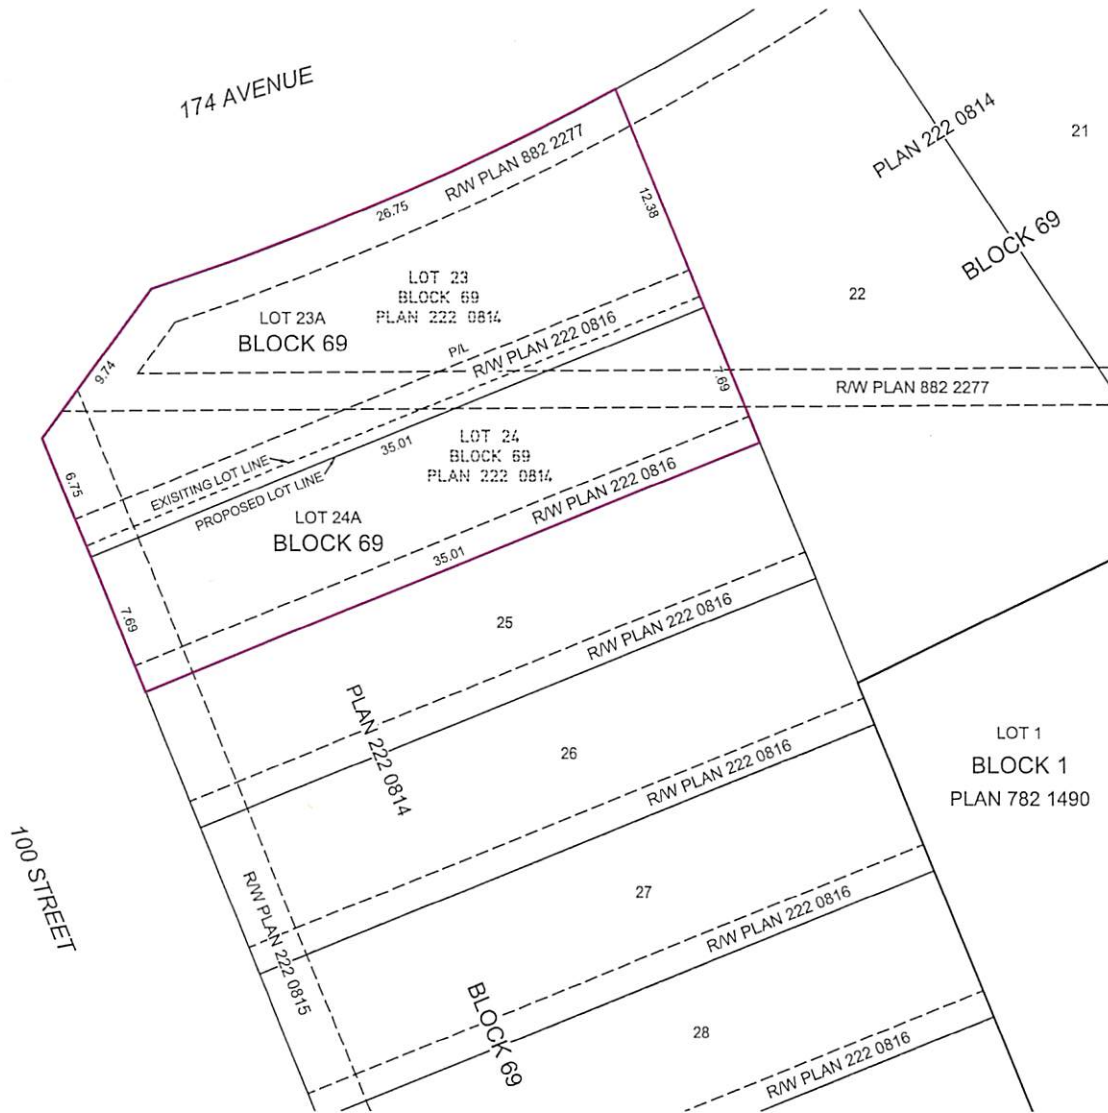 174 AVENUE
R/W PLAN 882 2277
26.75
12.38
PLAN 222 0814
21
BLOCK 69
22
LOT 23
BLOCK 69
PLAN 222 0814
LOT 23A
BLOCK 69
P/L
R/W PLAN 222 0816
9.74
7.69
R/W PLAN 882 2277
35.01
LOT 24
BLOCK 69
PLAN 222 0814
6.75
EXISITING LOT LINE
PROPOSED LOT LINE
LOT 24A
BLOCK 69
R/W PLAN 222 0816
35.01
7.69
25
R/W PLAN 222 0816
PLAN 222 0814
26
R/W PLAN 222 0816
LOT 1
BLOCK 1
PLAN 782 1490
100 STREET
R/W PLAN 222 0815
27
R/W PLAN 222 0816
BLOCK 69
28
R/W PLAN 222 0816